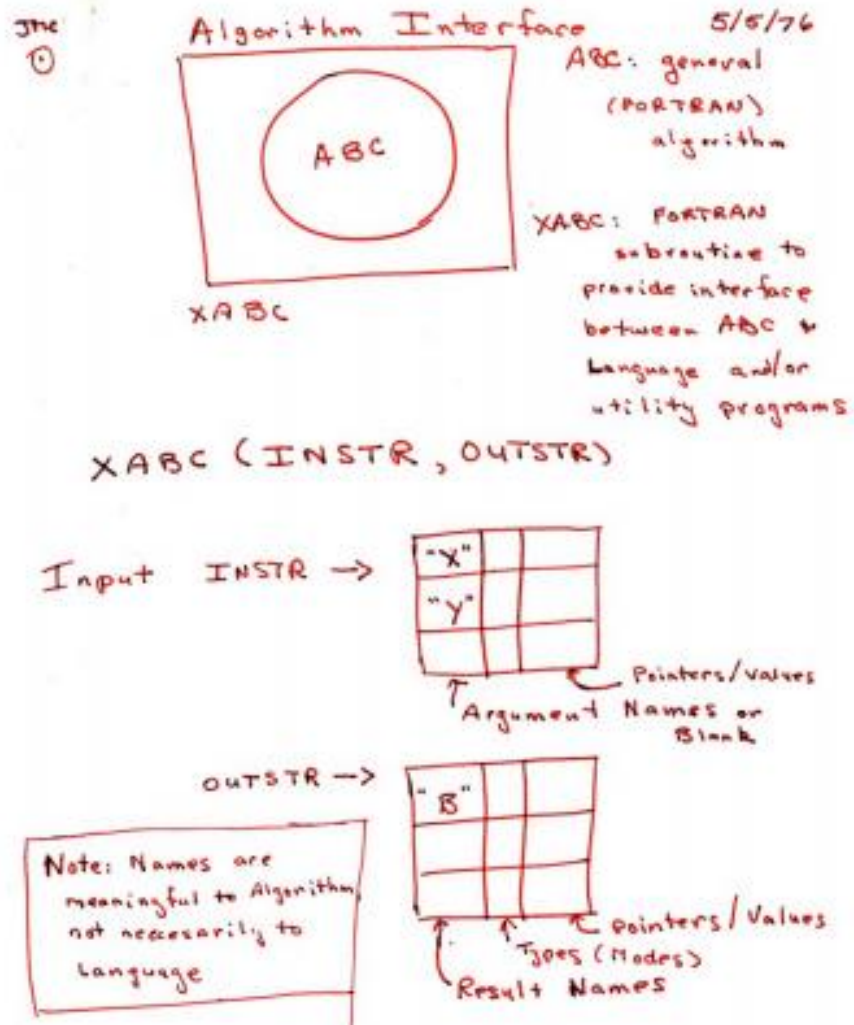 JMC
Algorithm Interface
5/5/76
1
ABC
XABC
ABC: general
(FORTRAN)
algorithm
XABC: FORTRAN
subroutine to
provide interface
between ABC &
Language and/or
utility programs
XABC (INSTR, OUTSTR)
Input INSTR →
"X"
"Y"
Pointers/Values
Argument Names or
Blank
OUTSTR →
"B"
Pointers/Values
Types (Modes)
Result Names
Note: Names are
meaningful to Algorithm,
not neccesarily to
Language